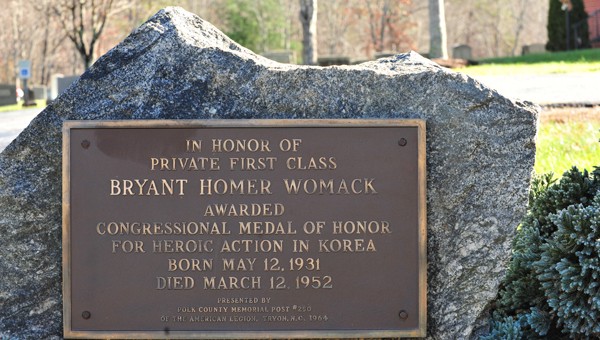 IN HONOR OF
PRIVATE FIRST CLASS
BRYANT HOMER WOMACK
AWARDED
CONGRESSIONAL MEDAL OF HONOR
FOR HEROIC ACTION IN KOREA
BORN MAY 12, 1931
DIED MARCH 12, 1952
PRESENTED BY
POLK COUNTY MEMORIAL POST #250
OF THE AMERICAN LEGION, TRYON, N.C. 1964